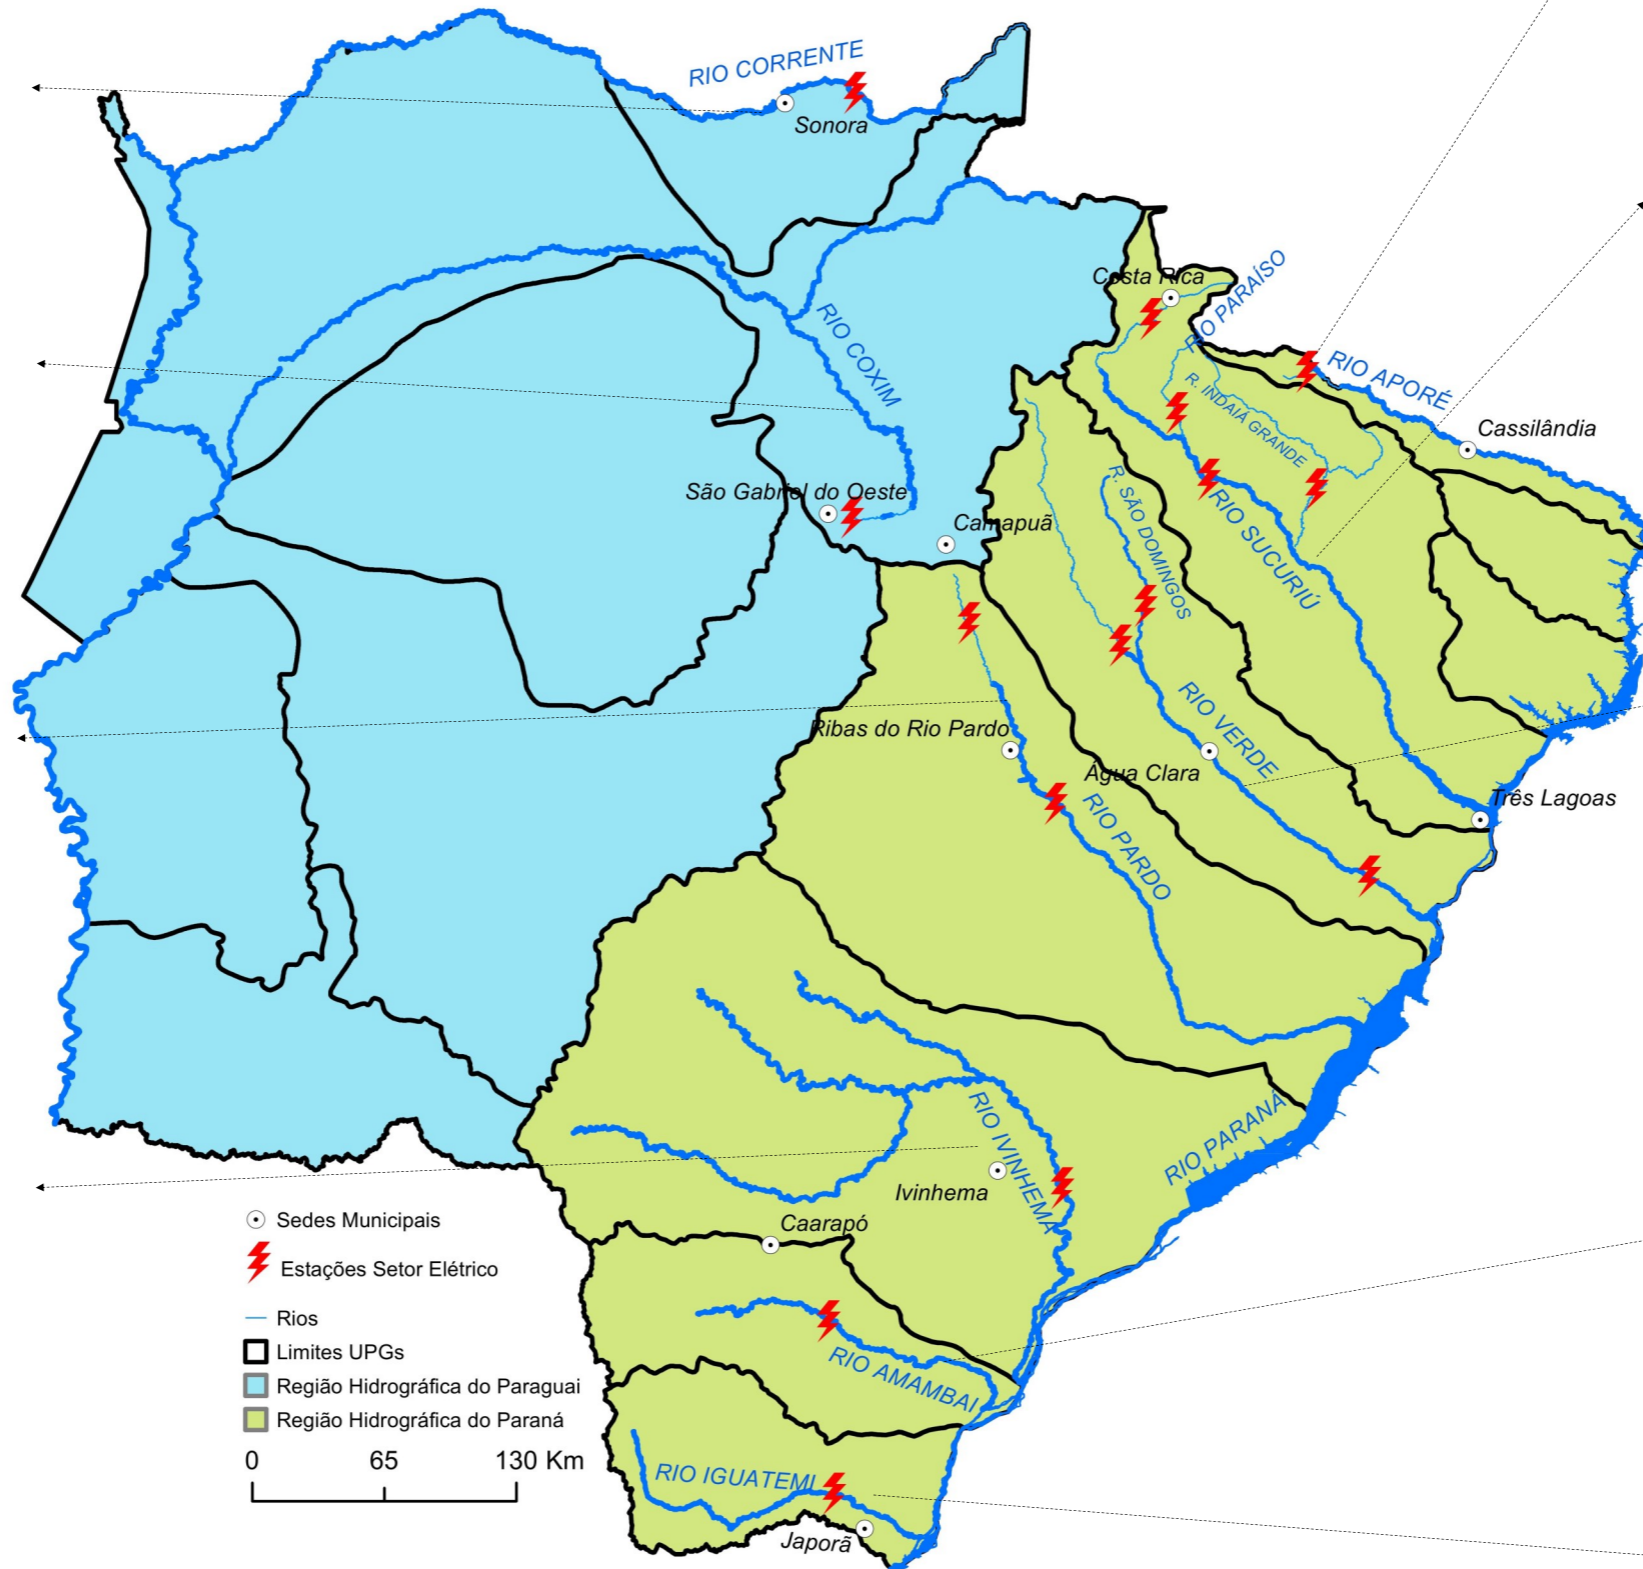 RIO CORRENTE
Sonora
Costa Rica
RIO PARAÍSO
RIO COXIM
RIO APORÉ
R. INDAIÁ GRANDE
Cassilândia
São Gabriel do Oeste
R. SÃO DOMINGOS
RIO SUCURIÚ
Camapuã
Ribas do Rio Pardo
RIO VERDE
Água Clara
Três Lagoas
RIO PARDO
RIO IVINHEMA
RIO PARANÁ
Ivinhema
Caarapó
RIO AMAMBAI
RIO IGUATEMI
Japorã
Sedes Municipais
Estações Setor Elétrico
Rios
Limites UPGs
Região Hidrográfica do Paraguai
Região Hidrográfica do Paraná
0 65 130 Km